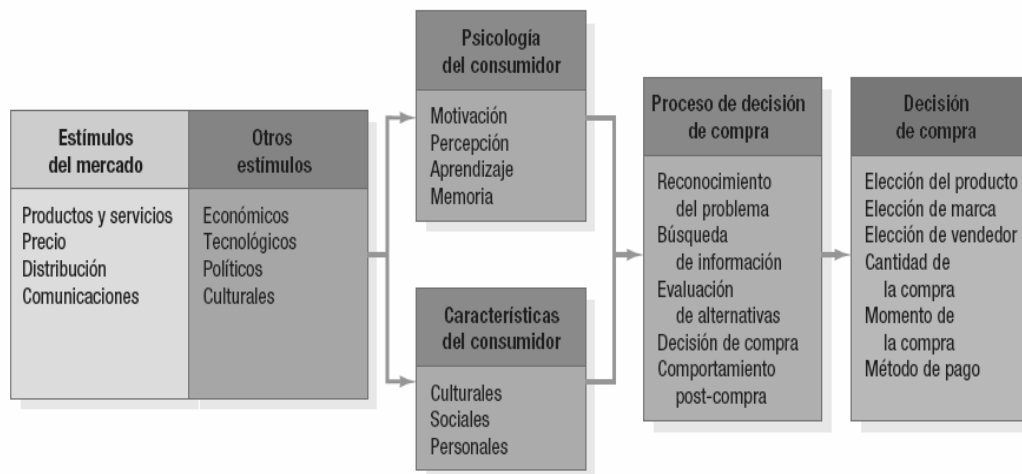 Estímulos
del mercado
Productos y servicios
Precio
Distribución
Comunicaciones
Otros
estímulos
Económicos
Tecnológicos
Políticos
Culturales
Psicología
del consumidor
Motivación
Percepción
Aprendizaje
Memoria
Características
del consumidor
Culturales
Sociales
Personales
Proceso de decisión
de compra
Reconocimiento
del problema
Búsqueda
de información
Evaluación
de alternativas
Decisión de compra
Comportamiento
post-compra
Decisión
de compra
Elección del producto
Elección de marca
Elección de vendedor
Cantidad de
la compra
Momento de
la compra
Método de pago